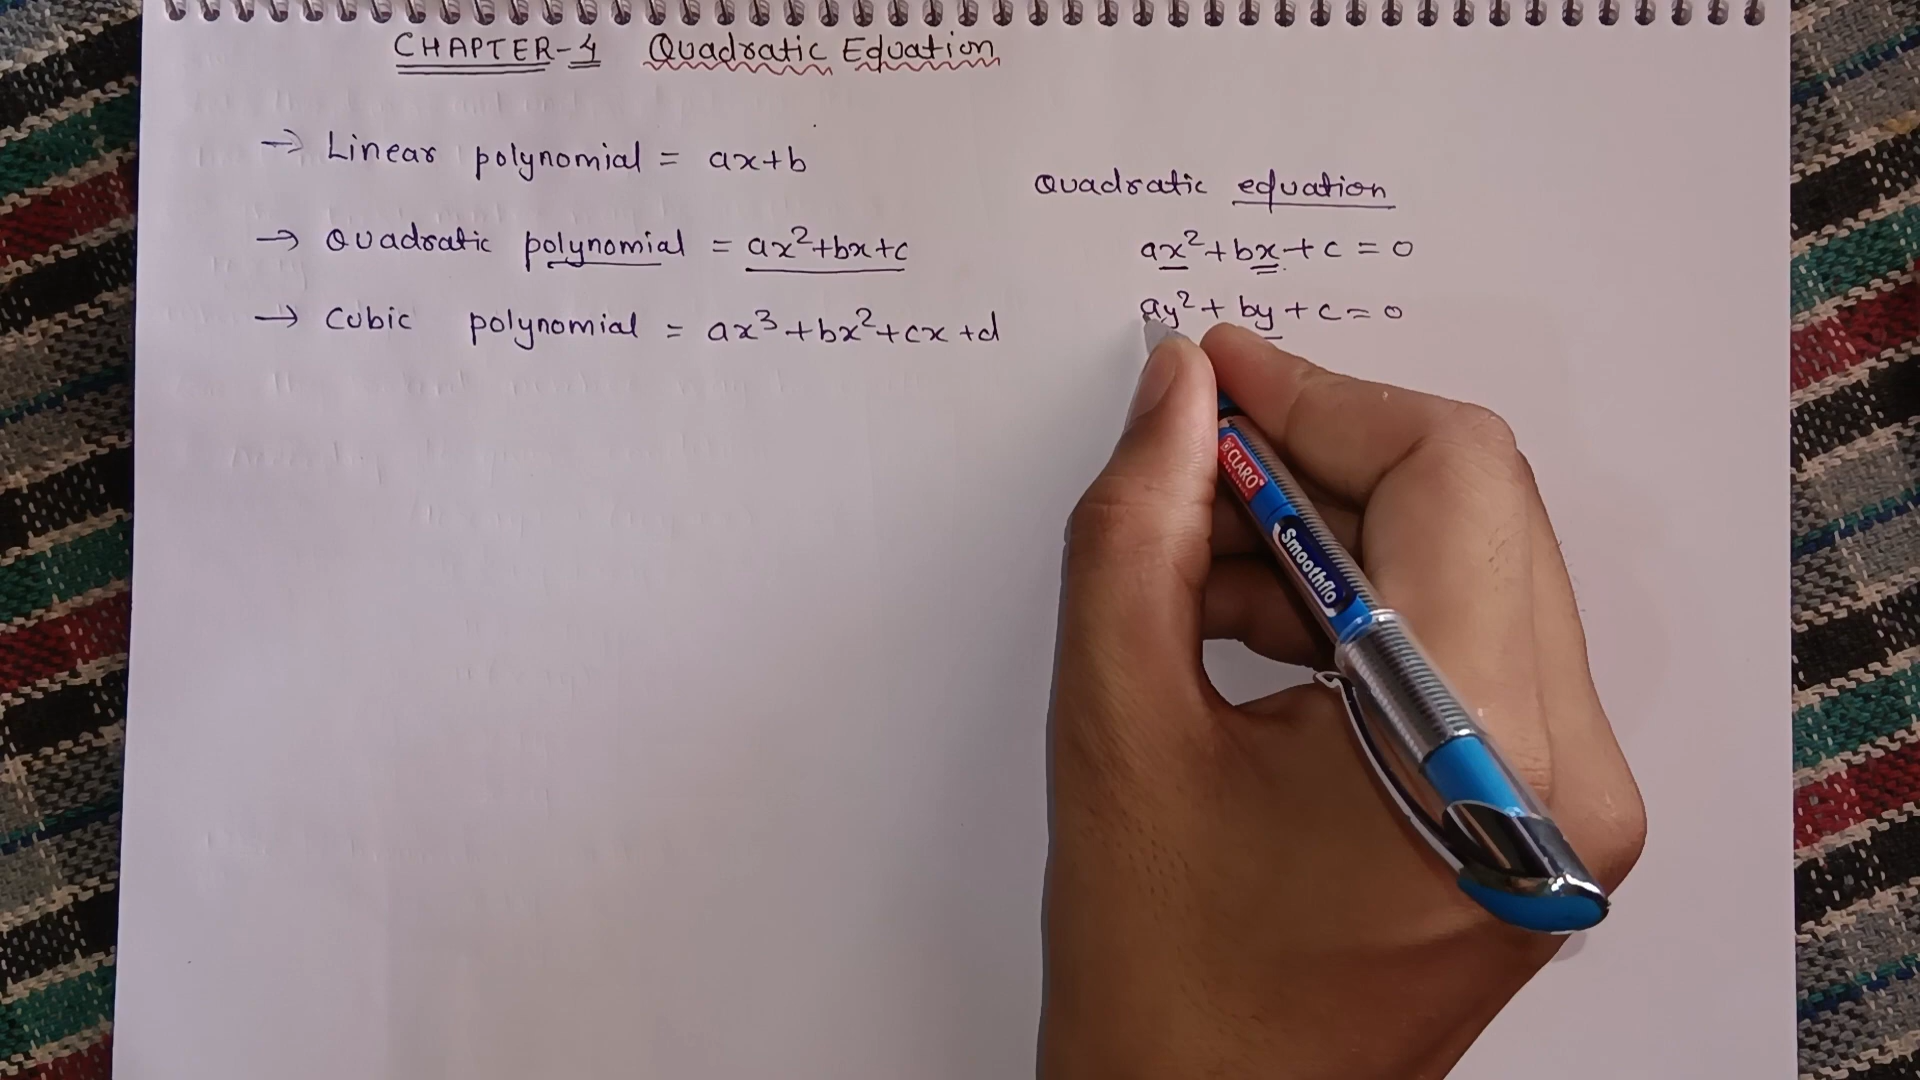 CHAPTER-4 Quadratic Equation
→ Linear polynomial = ax+b
→ Quadratic polynomial = ax²+bx+c
→ Cubic polynomial = ax³+bx²+cx+d
Quadratic equation
ax²+bx+c=0
ay²+by+c=0
CLARO
Smoothflo